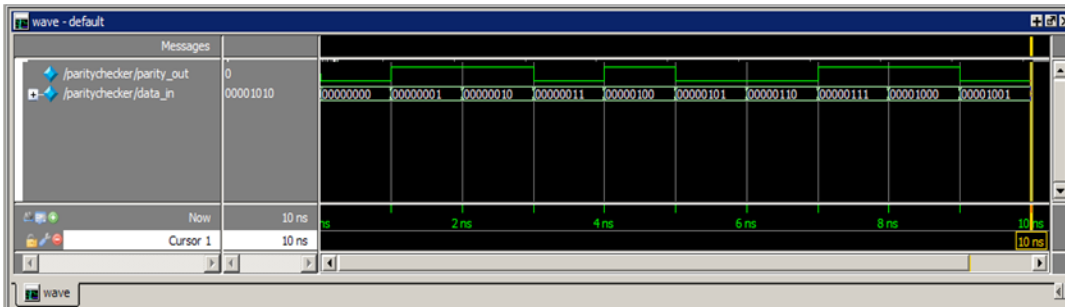 wave - default
Messages
/paritychecker/parity_out 0
/paritychecker/data_in 00001010 00000000 00000001 00000010 00000011 00000100 00000101 00000110 00000111 00001000 00001001
Now 10 ns ns 2 ns 4 ns 6 ns 8 ns 10 ns
Cursor 1 10 ns 10 ns
wave